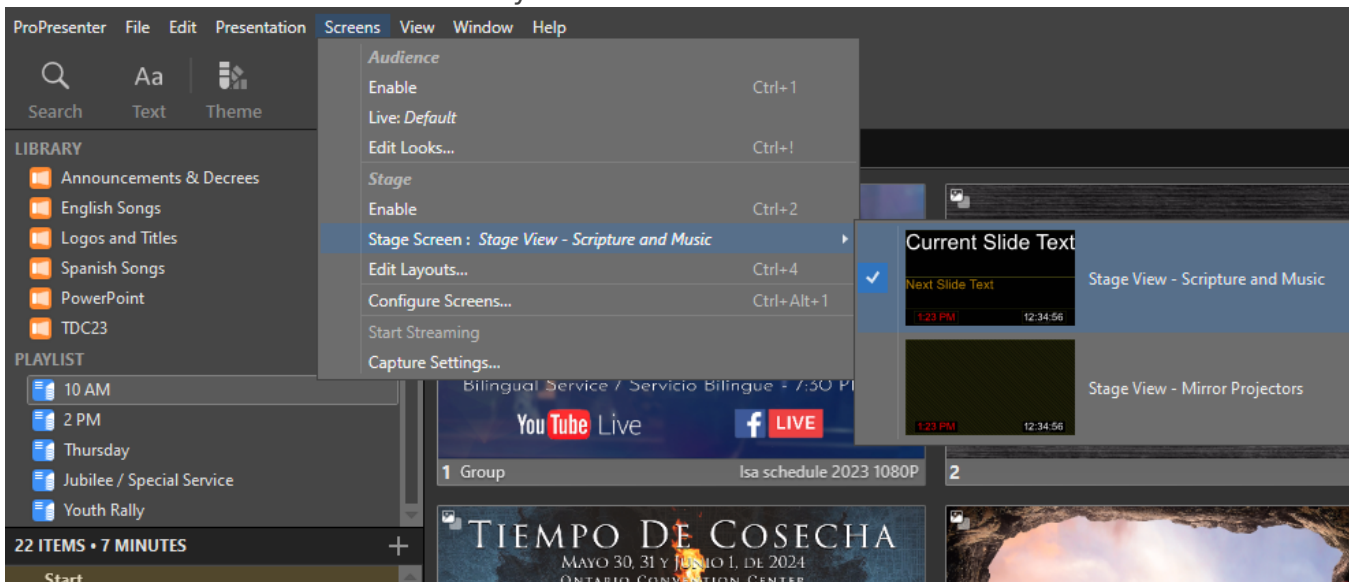 ProPresenter File Edit Presentation Screens View Window Help
Aa
Search Text Theme
Audience
Enable Ctrl+1
Live: Default
Edit Looks... Ctrl+!
Stage
Enable Ctrl+2
Stage Screen : Stage View - Scripture and Music
Edit Layouts... Ctrl+4
Configure Screens... Ctrl+Alt+1
Start Streaming
Capture Settings...
Current Slide Text
Next Slide Text
1:23 PM 12:34:56
Stage View - Scripture and Music
1:23 PM 12:34:56
Stage View - Mirror Projectors
LIBRARY
Announcements & Decrees
English Songs
Logos and Titles
Spanish Songs
PowerPoint
TDC23
PLAYLIST
10 AM
2 PM
Thursday
Jubilee / Special Service
Youth Rally
22 ITEMS • 7 MINUTES
Start
Bilingual Service / Servicio Bilingue - 7:30
YouTube Live f LIVE
1 Group Isa schedule 2023 1080P
2
TIEMPO DE COSECHA
MAYO 30, 31 Y JUNIO 1, DE 2024
ONTARIO CONVENTION CENTER